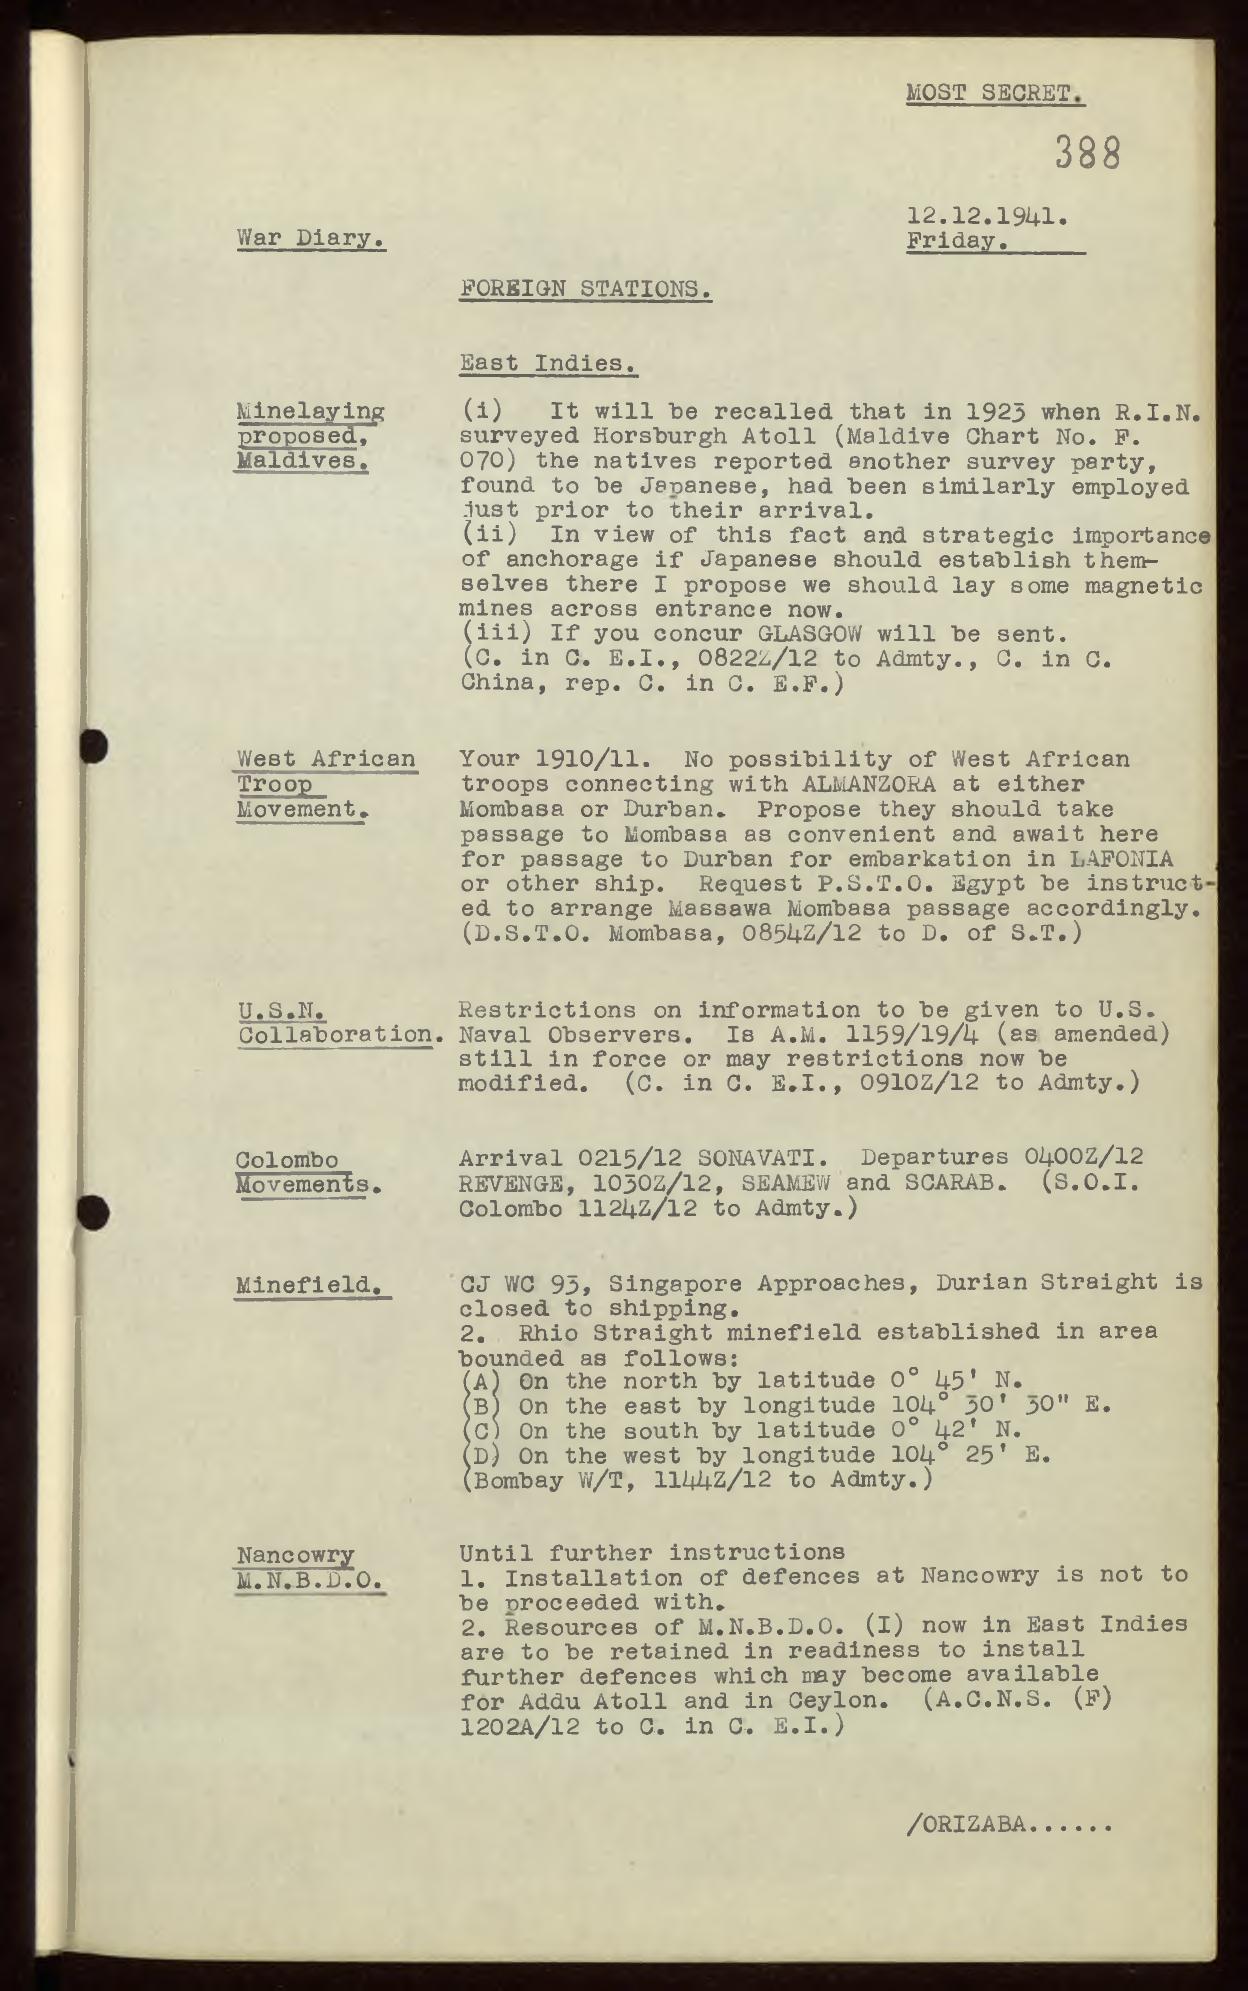 MOST SECRET.
388
12.12.1941.
War Diary.
Friday.
FOREIGN STATIONS.
East Indies.
Minelaying
proposed,
Maldives.
(i) It will be recalled that in 1923 when R.I.N.
surveyed Horsburgh Atoll (Maldive Chart No. F.
070) the natives reported another survey party,
found to be Japanese, had been similarly employed
just prior to their arrival.
(ii) In view of this fact and strategic importance
of anchorage if Japanese should establish them-
selves there I propose we should lay some magnetic
mines across entrance now.
(iii) If you concur GLASGOW will be sent.
(C. in C. E.I., 0822Z/12 to Admty., C. in C.
China, rep. C. in C. E.F.)
West African
Troop
Movement.
Your 1910/11. No possibility of West African
troops connecting with ALMANZORA at either
Mombasa or Durban. Propose they should take
passage to Mombasa as convenient and await here
for passage to Durban for embarkation in LAFONIA
or other ship. Request P.S.T.O. Egypt be instruct-
ed to arrange Massawa Mombasa passage accordingly.
(D.S.T.O. Mombasa, 0854Z/12 to D. of S.T.)
U.S.N.
Collaboration.
Restrictions on information to be given to U.S.
Naval Observers. Is A.M. 1159/19/4 (as amended)
still in force or may restrictions now be
modified. (C. in C. E.I., 0910Z/12 to Admty.)
Colombo
Movements.
Arrival 0215/12 SONAVATI. Departures 0400Z/12
REVENGE, 1030Z/12, SEAMEW and SCARAB. (S.O.I.
Colombo 1124Z/12 to Admty.)
Minefield.
CJ WC 93, Singapore Approaches, Durian Straight is
closed to shipping.
2. Rhio Straight minefield established in area
bounded as follows:
(A) On the north by latitude 0° 45' N.
(B) On the east by longitude 104° 30' 30" E.
(C) On the south by latitude 0° 42' N.
(D) On the west by longitude 104° 25' E.
(Bombay W/T, 1144Z/12 to Admty.)
Nancowry
M.N.B.D.O.
Until further instructions
1. Installation of defences at Nancowry is not to
be proceeded with.
2. Resources of M.N.B.D.O. (I) now in East Indies
are to be retained in readiness to install
further defences which may become available
for Addu Atoll and in Ceylon. (A.C.N.S. (F)
1202A/12 to C. in C. E.I.)
/ORIZABA......